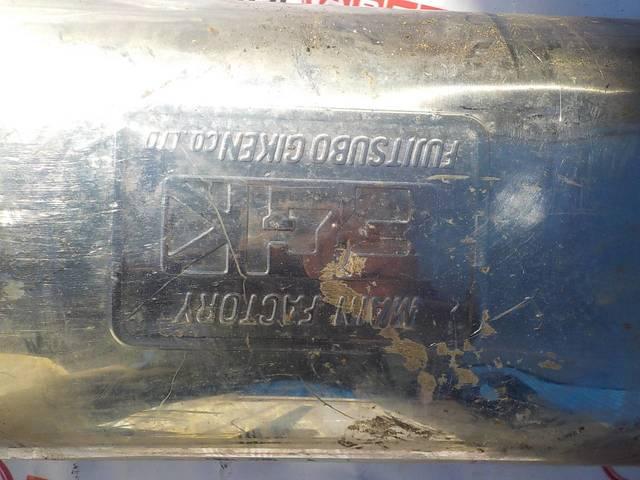 MAIN FACTORY
FUJITSUBO GIKEN CO.,LTD